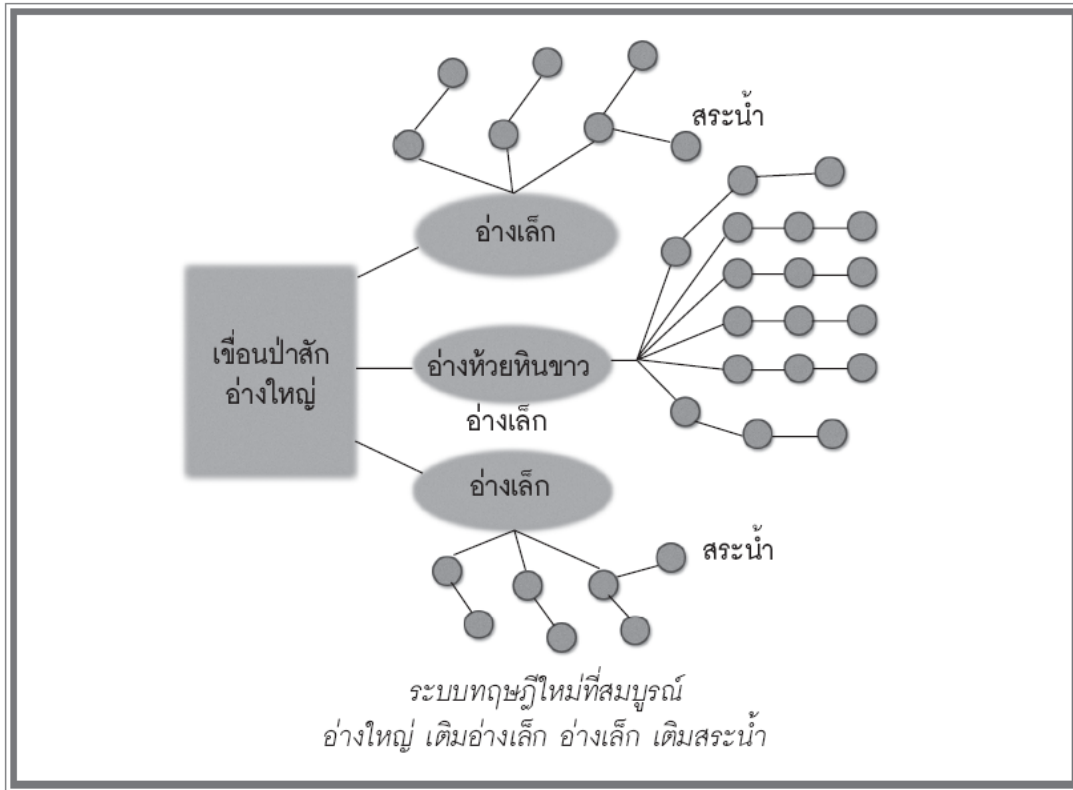 สระน้ำ
อ่างเล็ก
เขื่อนป่าสัก
อ่างใหญ่
อ่างห้วยหินขาว
อ่างเล็ก
อ่างเล็ก
สระน้ำ
ระบบทฤษฎีใหม่ที่สมบูรณ์
อ่างใหญ่ เติมอ่างเล็ก อ่างเล็ก เติมสระน้ำ